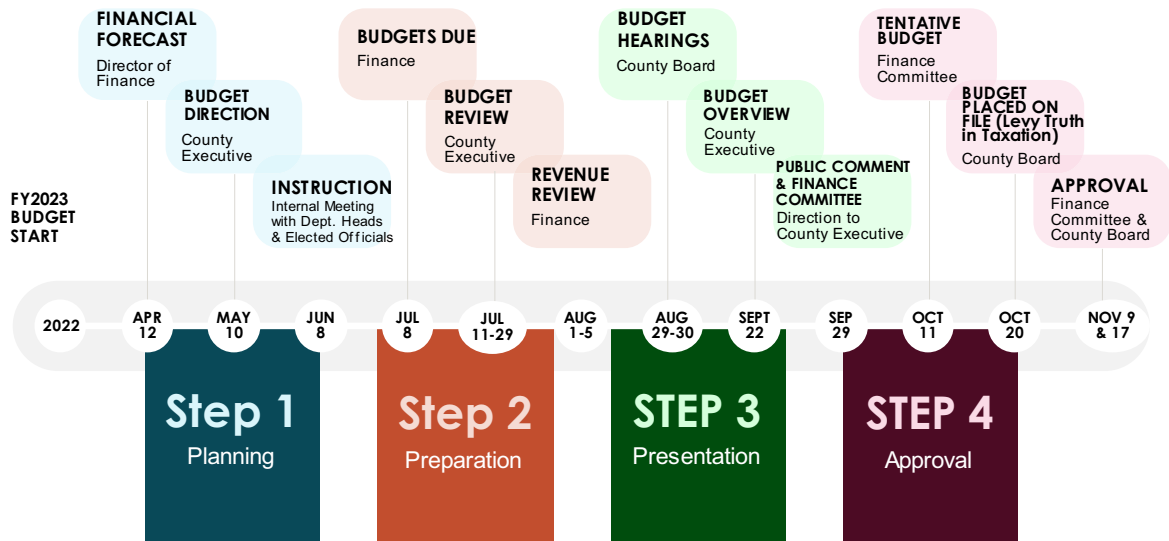 FINANCIAL
FORECAST
Director of
Finance
BUDGET
DIRECTION
County
Executive
INSTRUCTION
Internal Meeting
with Dept. Heads
& Elected Officials
BUDGETS DUE
Finance
BUDGET
REVIEW
County
Executive
REVENUE
REVIEW
Finance
BUDGET
HEARINGS
County Board
BUDGET
OVERVIEW
County
Executive
PUBLIC COMMENT
& FINANCE
COMMITTEE
Direction to
County Executive
TENTATIVE
BUDGET
Finance
Committee
BUDGET
PLACED ON
FILE (Levy Truth
in Taxation)
County Board
APPROVAL
Finance
Committee &
County Board
FY2023
BUDGET
START
2022
APR
12
MAY
10
JUN
8
JUL
8
JUL
11-29
AUG
1-5
AUG
29-30
SEPT
22
SEP
29
OCT
11
OCT
20
NOV 9
& 17
Step 1
Planning
Step 2
Preparation
STEP 3
Presentation
STEP 4
Approval